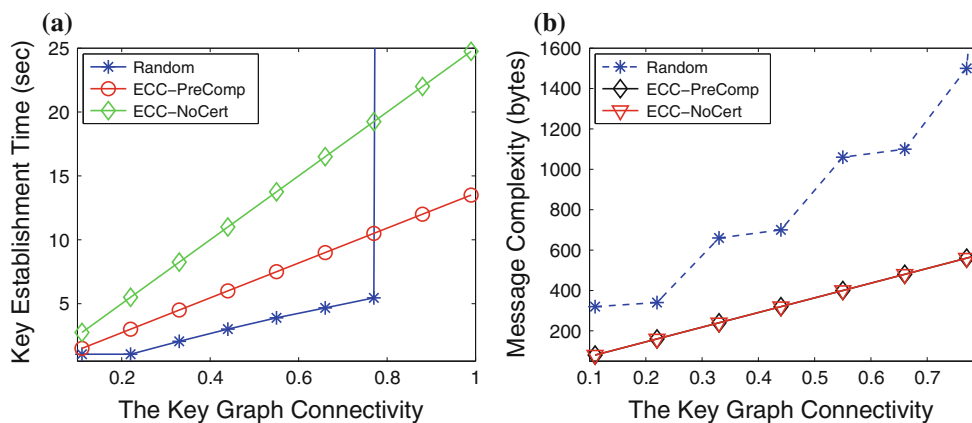 (a)
Key Establishment Time (sec)
25
20
15
10
5
Random
ECC-PreComp
ECC-NoCert
0.2 0.4 0.6 0.8 1
The Key Graph Connectivity
(b)
Message Complexity (bytes)
1600
1400
1200
1000
800
600
400
200
Random
ECC-PreComp
ECC-NoCert
0.1 0.2 0.3 0.4 0.5 0.6 0.7
The Key Graph Connectivity